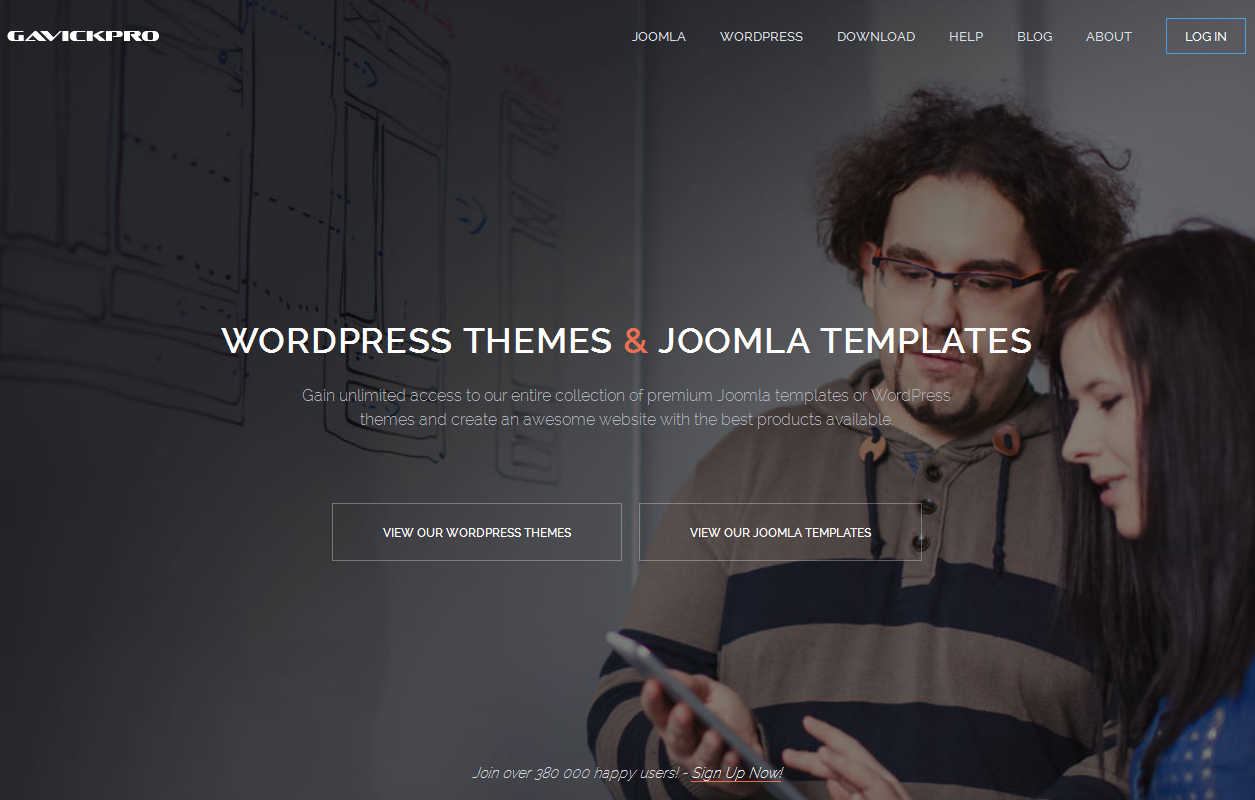 GAVICKPRO
JOOMLA WORDPRESS DOWNLOAD HELP BLOG ABOUT LOG IN
WORDPRESS THEMES & JOOMLA TEMPLATES
Gain unlimited access to our entire collection of premium Joomla templates or WordPress
themes and create an awesome website with the best products available.
VIEW OUR WORDPRESS THEMES VIEW OUR JOOMLA TEMPLATES
Join over 380 000 happy users! - Sign Up Now!